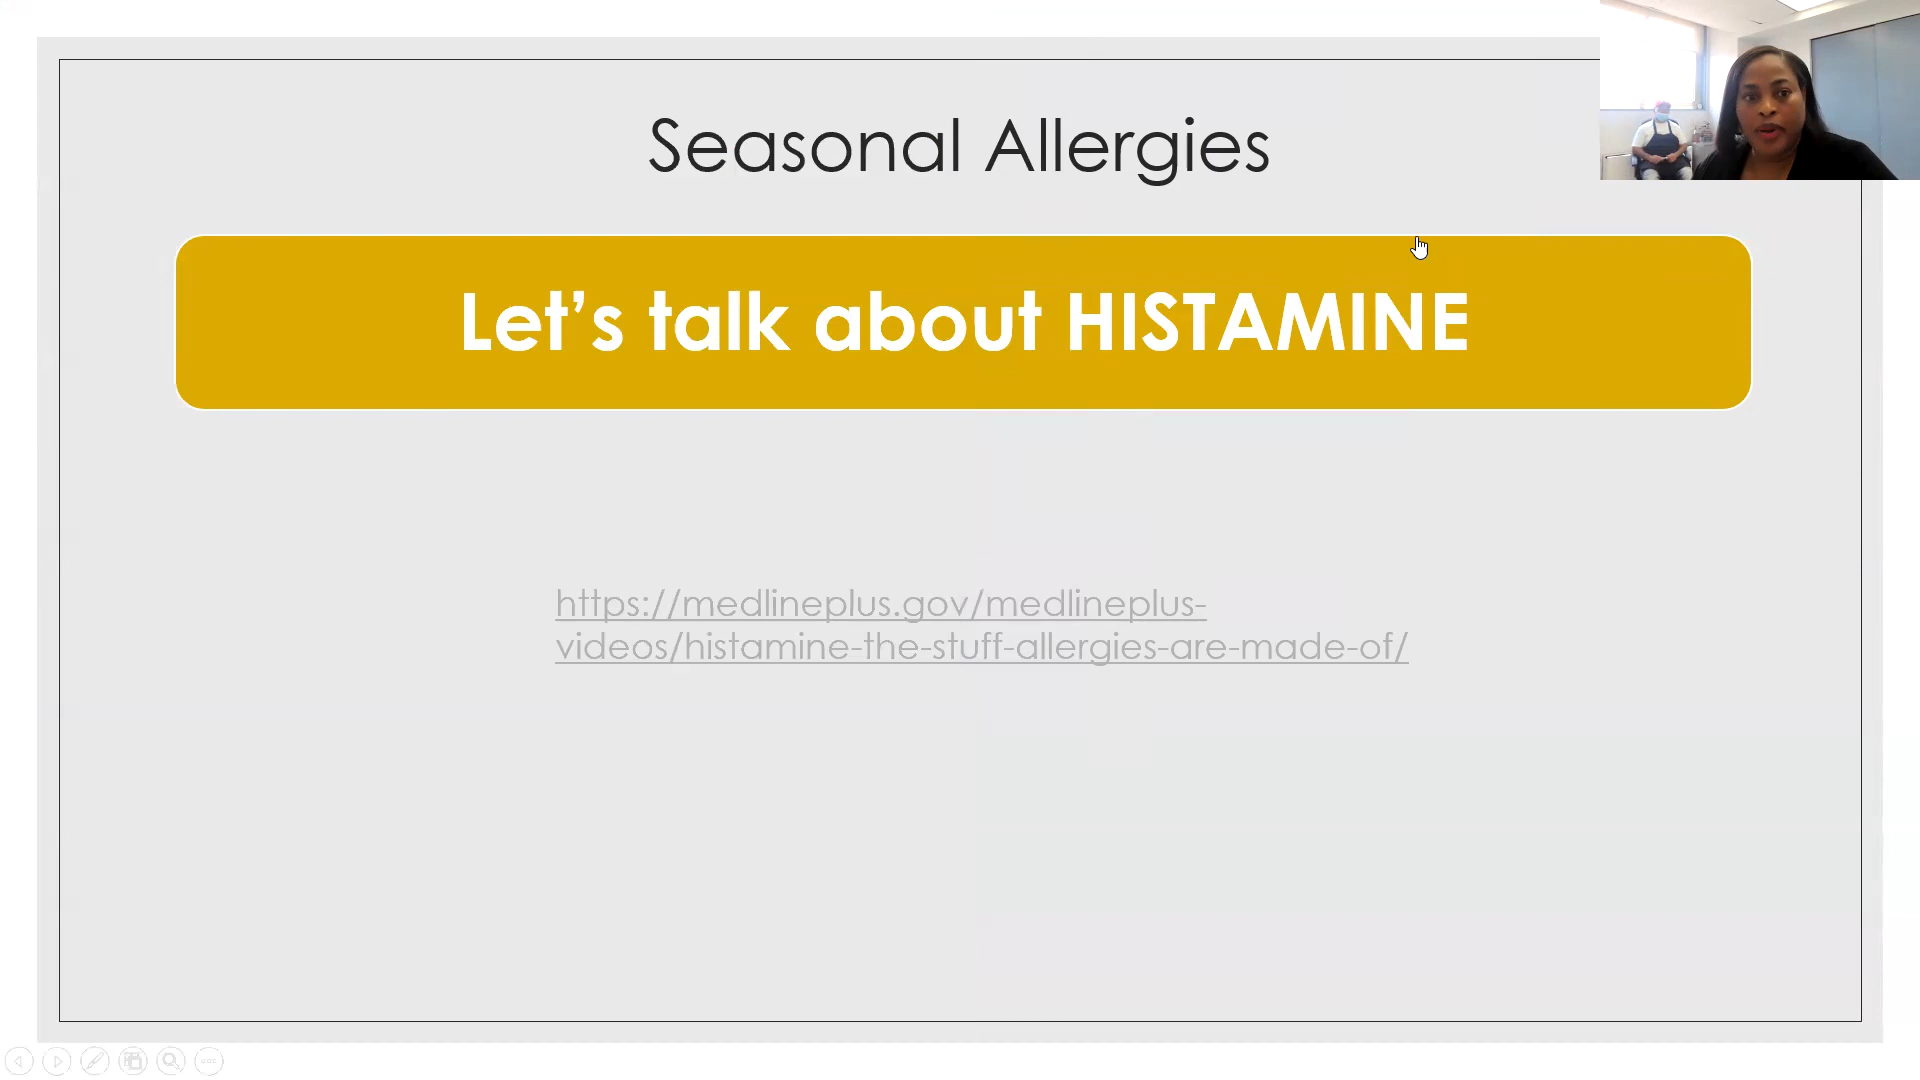 Seasonal Allergies
Let’s talk about HISTAMINE
https://medlineplus.gov/medlineplus-
videos/histamine-the-stuff-allergies-are-made-of/